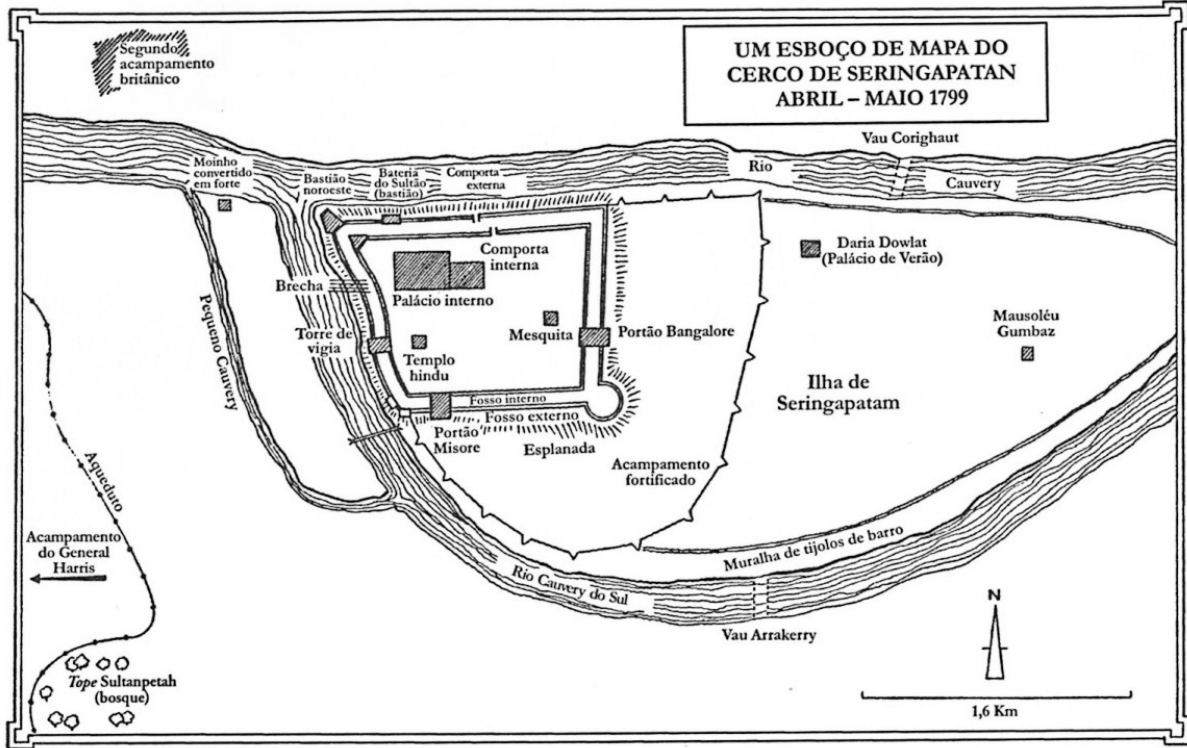 Segundo
acampamento
britânico
UM ESBOÇO DE MAPA DO
CERCO DE SERINGAPATAN
ABRIL – MAIO 1799
Vau Corighaut
Moinho
convertido
em forte
Bastião
noroeste
Bateria
do Sultão
(bastião)
Comporta
externa
Rio
Cauvery
Comporta
interna
Daria Dowlat
(Palácio de Verão)
Brecha
Palácio interno
Pequeno Cauvery
Torre de
vigia
Mesquita
Portão Bangalore
Mausoléu
Gumbaz
Templo
hindu
Ilha de
Seringapatam
Fosso interno
Fosso externo
Portão
Misore
Esplanada
Acampamento
fortificado
Aqueduto
Acampamento
do General
Harris
Muralha de tijolos de barro
Rio Cauvery do Sul
Vau Arrakerry
N
Tope Sultanpetah
(bosque)
1,6 Km